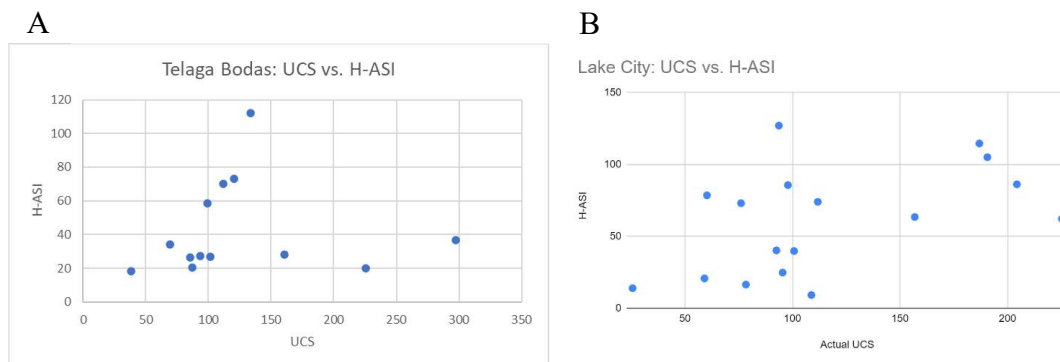 A
B
Telaga Bodas: UCS vs. H-ASI
Lake City: UCS vs. H-ASI
120
100
80
60
40
20
0
H-ASI
0 50 100 150 200 250 300 350
UCS
150
100
50
0
H-ASI
50 100 150 200
Actual UCS